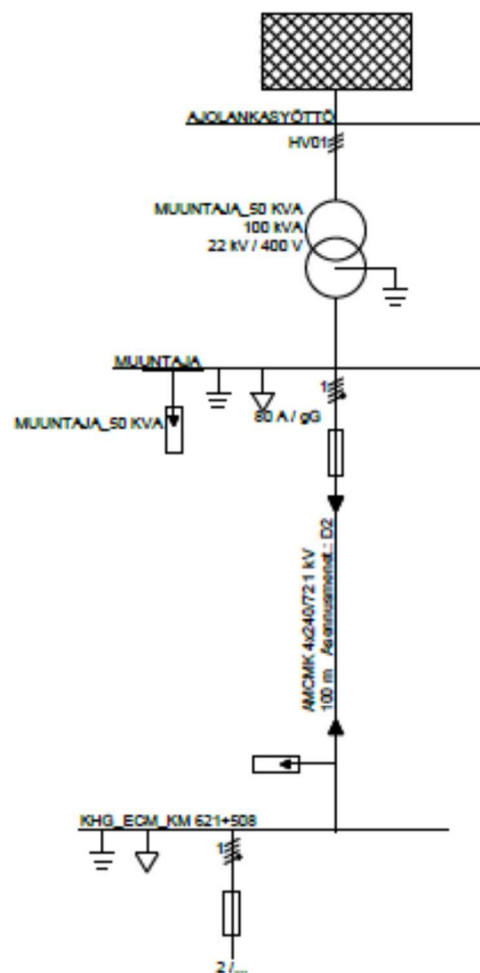 AJOLANKASYÖTTÖ
HV01
MUUNTAJA_50 KVA
100 kVA
22 kV / 400 V
MUUNTAJA
1
MUUNTAJA_50 KVA
80 A / gG
AMCMK 4x240/72 1 kV
100 m Asennusmenet.: D2
KHG_ECM_KM 621+508
1
2 /...